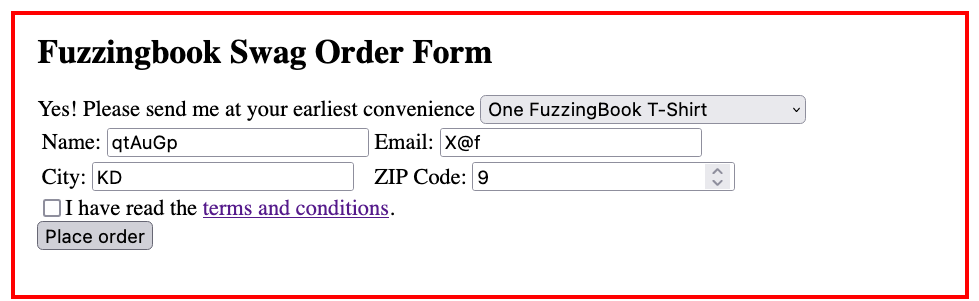 Fuzzingbook Swag Order Form
Yes! Please send me at your earliest convenience One FuzzingBook T-Shirt
Name: qtAuGp Email: X@f
City: KD ZIP Code: 9
I have read the terms and conditions.
Place order